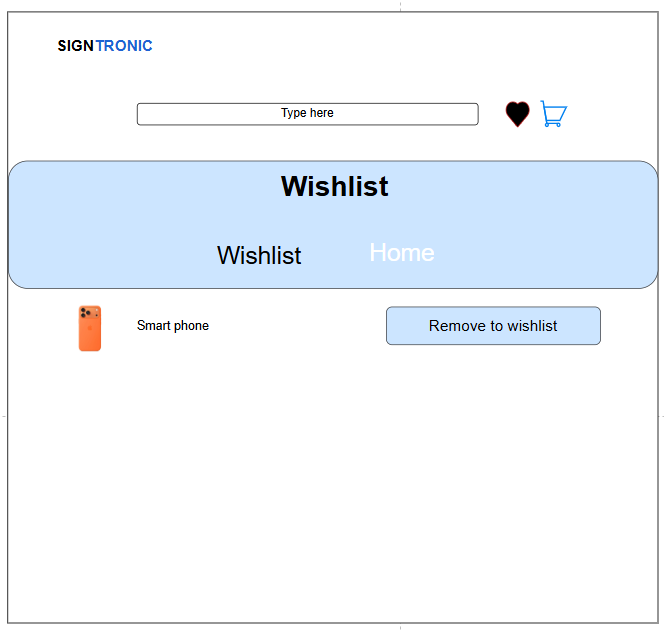 SIGNTRONIC
Type here
Wishlist
Wishlist Home
Smart phone Remove to wishlist